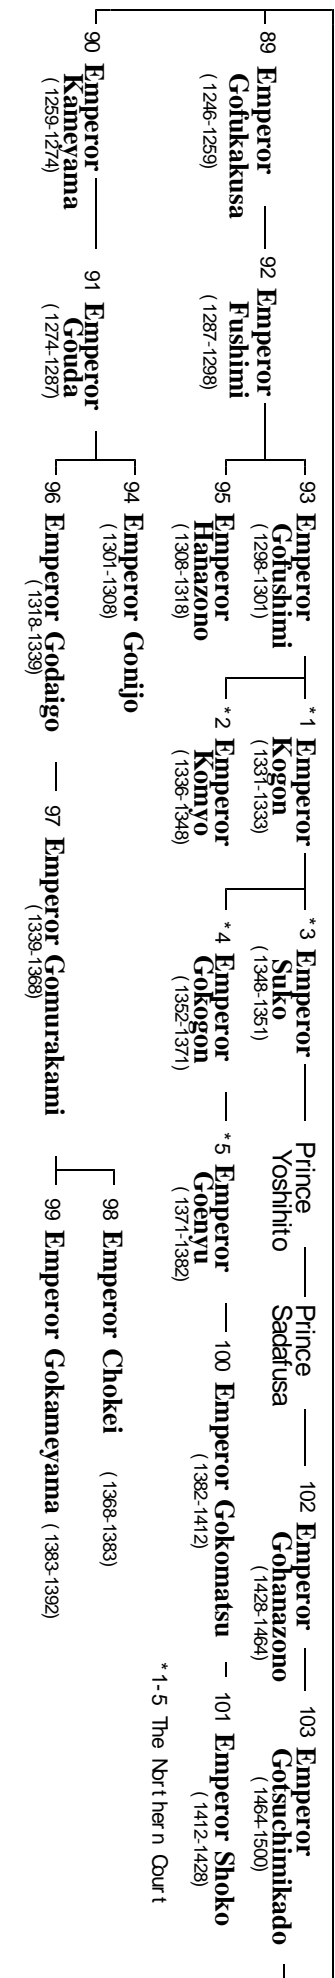 89 Emperor
Gofukakusa
(1246-1259)
92 Emperor
Fushimi
(1287-1298)
93 Emperor
Gofushimi
(1298-1301)
*1 Emperor
Kogon
(1331-1333)
*3 Emperor
Suko
(1348-1351)
Prince
Yoshihito
Prince
Sadafusa
102 Emperor
Gohanazono
(1428-1464)
103 Emperor
Gotsuchimikado
(1464-1500)
95 Emperor
Hanazono
(1308-1318)
*2 Emperor
Komyo
(1336-1348)
*4 Emperor
Gokogon
(1352-1371)
*5 Emperor
Goenyu
(1371-1382)
100 Emperor Gokomatsu
(1382-1412)
101 Emperor Shoko
(1412-1428)
*1-5 The Northern Court
90 Emperor
Kameyama
(1259-1274)
91 Emperor
Gouda
(1274-1287)
94 Emperor Gonijo
(1301-1308)
96 Emperor Godaigo
(1318-1339)
97 Emperor Gomurakami
(1339-1368)
98 Emperor Chokei (1368-1383)
99 Emperor Gokameyama (1383-1392)